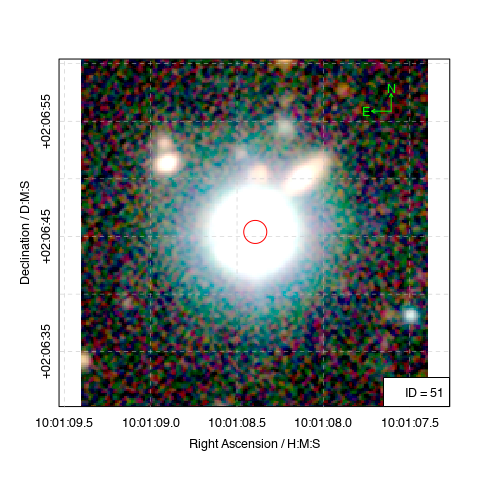 N
E
+02:06:55
+02:06:45
+02:06:35
Declination / D:M:S
ID = 51
10:01:09.5 10:01:09.0 10:01:08.5 10:01:08.0 10:01:07.5
Right Ascension / H:M:S